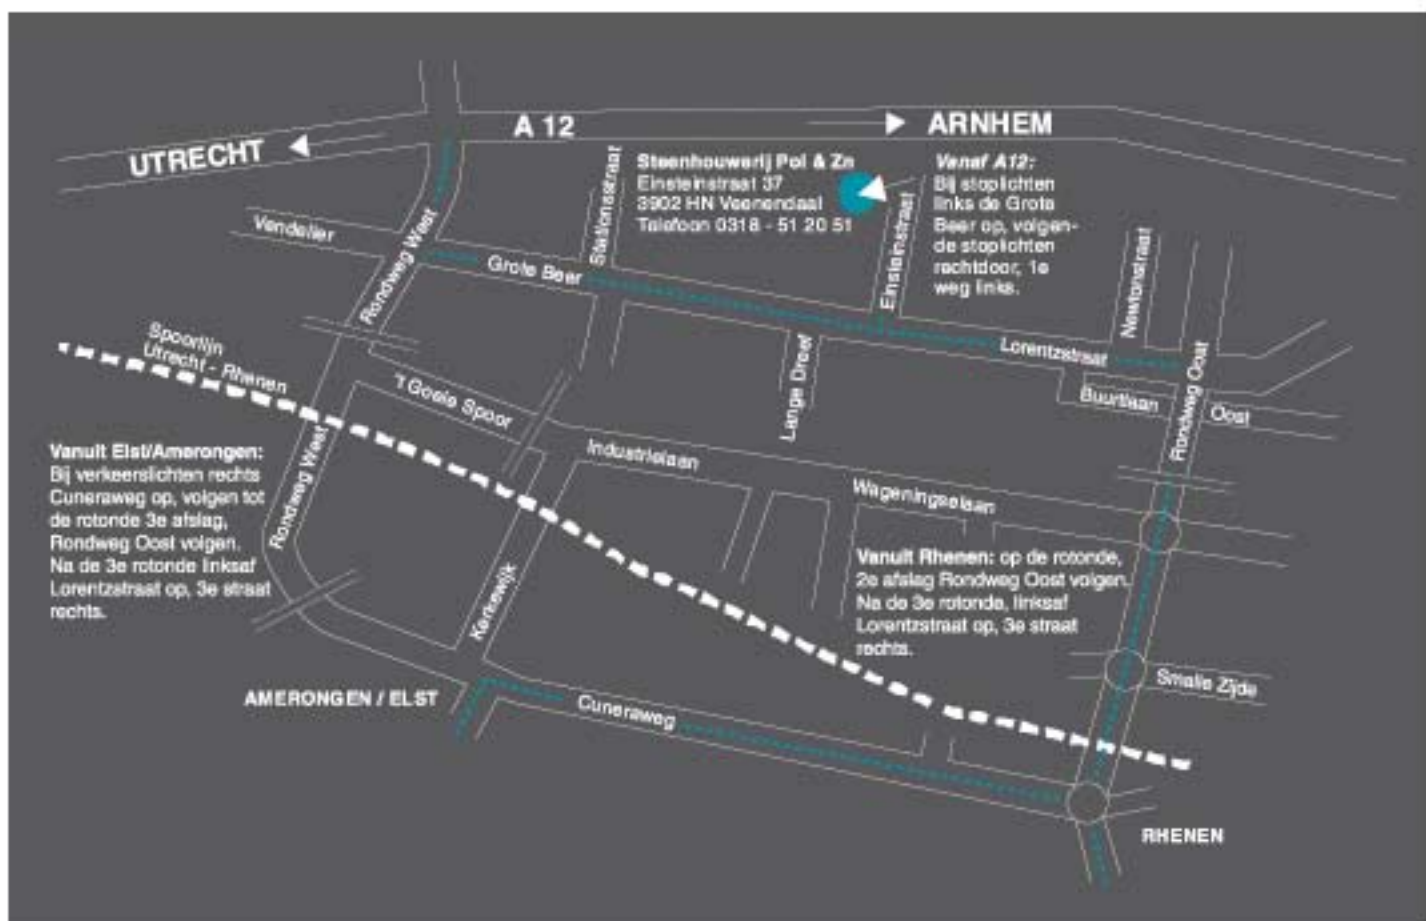 A 12
ARNHEM
UTRECHT
Steenhouwerij Pol & Zn
Einsteinstraat 37
3902 HN Veenendaal
Telefoon 0318 - 51 20 51
Vanaf A12:
Bij stoplichten
links de Grote
Beer op, volgen-
de stoplichten
rechtdoor, 1e
weg links.
Stationsstraat
Vendelier
Rondweg West
Grote Beer
Einsteinstraat
Newtonstraat
Spoorlijn
Utrecht - Rhenen
Lorentzstraat
Rondweg Oost
't Goeie Spoor
Lange Dreef
Buurtlaan
Oost
Vanuit Elst/Amerongen:
Bij verkeerslichten rechts
Cuneraweg op, volgen tot
de rotonde 3e afslag,
Rondweg Oost volgen.
Na de 3e rotonde linksaf
Lorentzstraat op, 3e straat
rechts.
Rondweg West
Industrielaan
Wageningselaan
Vanuit Rhenen: op de rotonde,
2e afslag Rondweg Oost volgen.
Na de 3e rotonde, linksaf
Lorentzstraat op, 3e straat
rechts.
Kerkewijk
Smalle Zijde
AMERONGEN / ELST
Cuneraweg
RHENEN